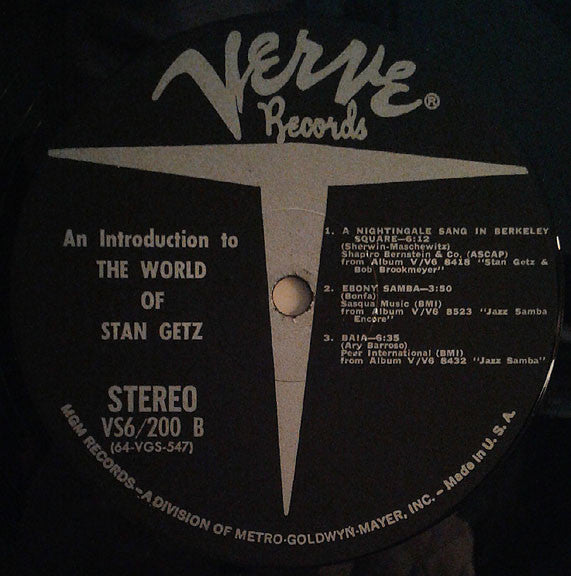 Verve
Records®
An Introduction to
THE WORLD
OF
STAN GETZ
STEREO
VS6/200 B
(64-VGS-547)
1. A NIGHTINGALE SANG IN BERKELEY
SQUARE—6:12
(Sherwin-Maschewitz)
Shapiro Bernstein & Co. (ASCAP)
from Album V/V6 8418 "Stan Getz &
Bob Brookmeyer"
2. EBONY SAMBA—3:50
(Bonfa)
Sasqua Music (BMI)
from Album V/V6 8523 "Jazz Samba
Encore"
3. BAIA—6:35
(Ary Barroso)
Peer International (BMI)
from Album V/V6 8432 "Jazz Samba"
MGM RECORDS—A DIVISION OF METRO-GOLDWYN-MAYER, INC. — Made in U. S. A.